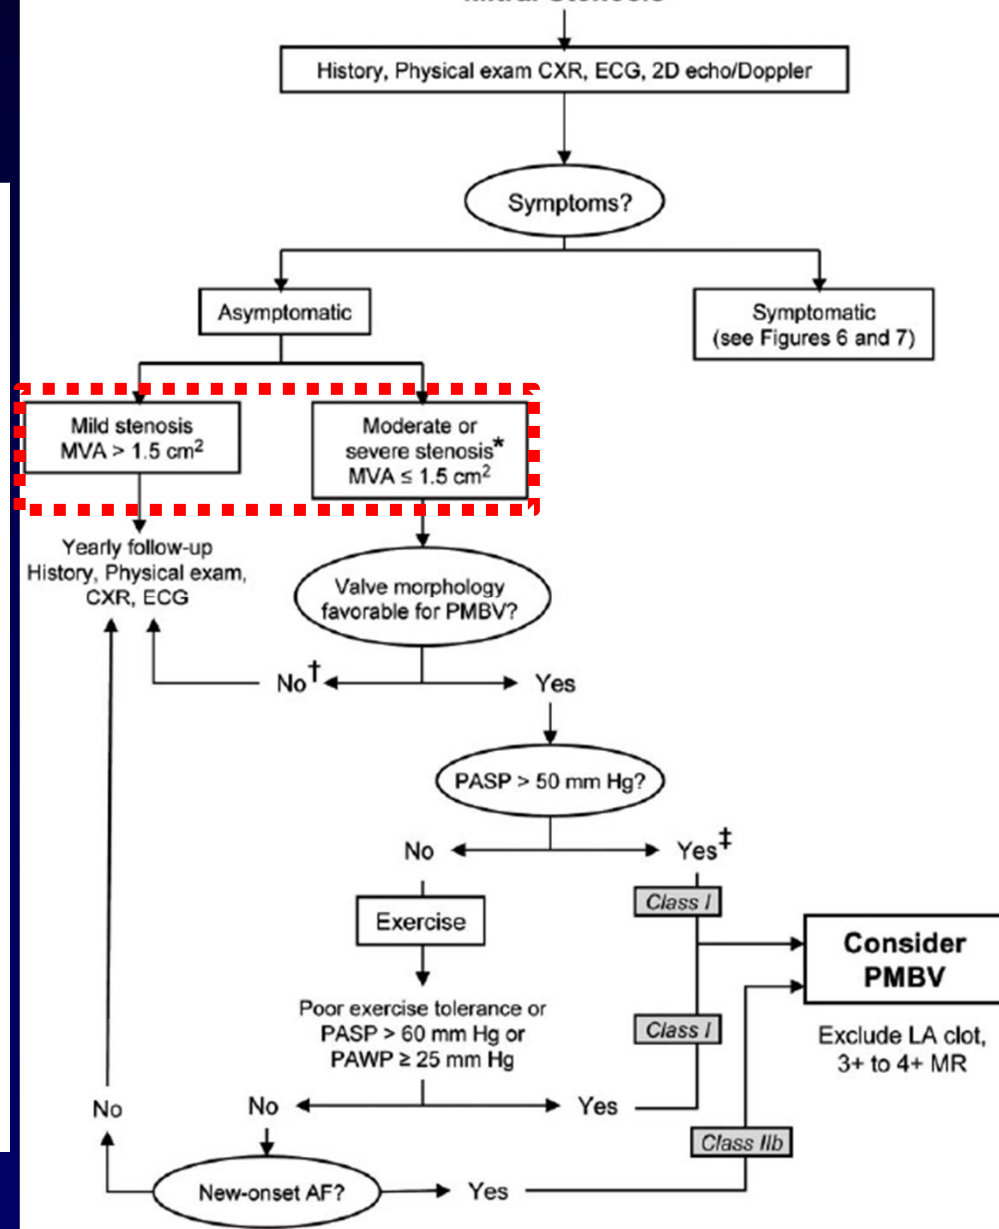 History, Physical exam CXR, ECG, 2D echo/Doppler
Symptoms?
Asymptomatic
Symptomatic
(see Figures 6 and 7)
Mild stenosis
MVA > 1.5 cm²
Moderate or
severe stenosis*
MVA ≤ 1.5 cm²
Yearly follow-up
History, Physical exam,
CXR, ECG
Valve morphology
favorable for PMBV?
No†
Yes
PASP > 50 mm Hg?
No
Yes‡
Class I
Exercise
Consider
PMBV
Poor exercise tolerance or
PASP > 60 mm Hg or
PAWP ≥ 25 mm Hg
Class I
Exclude LA clot,
3+ to 4+ MR
No
No
Yes
Class IIb
New-onset AF?
Yes